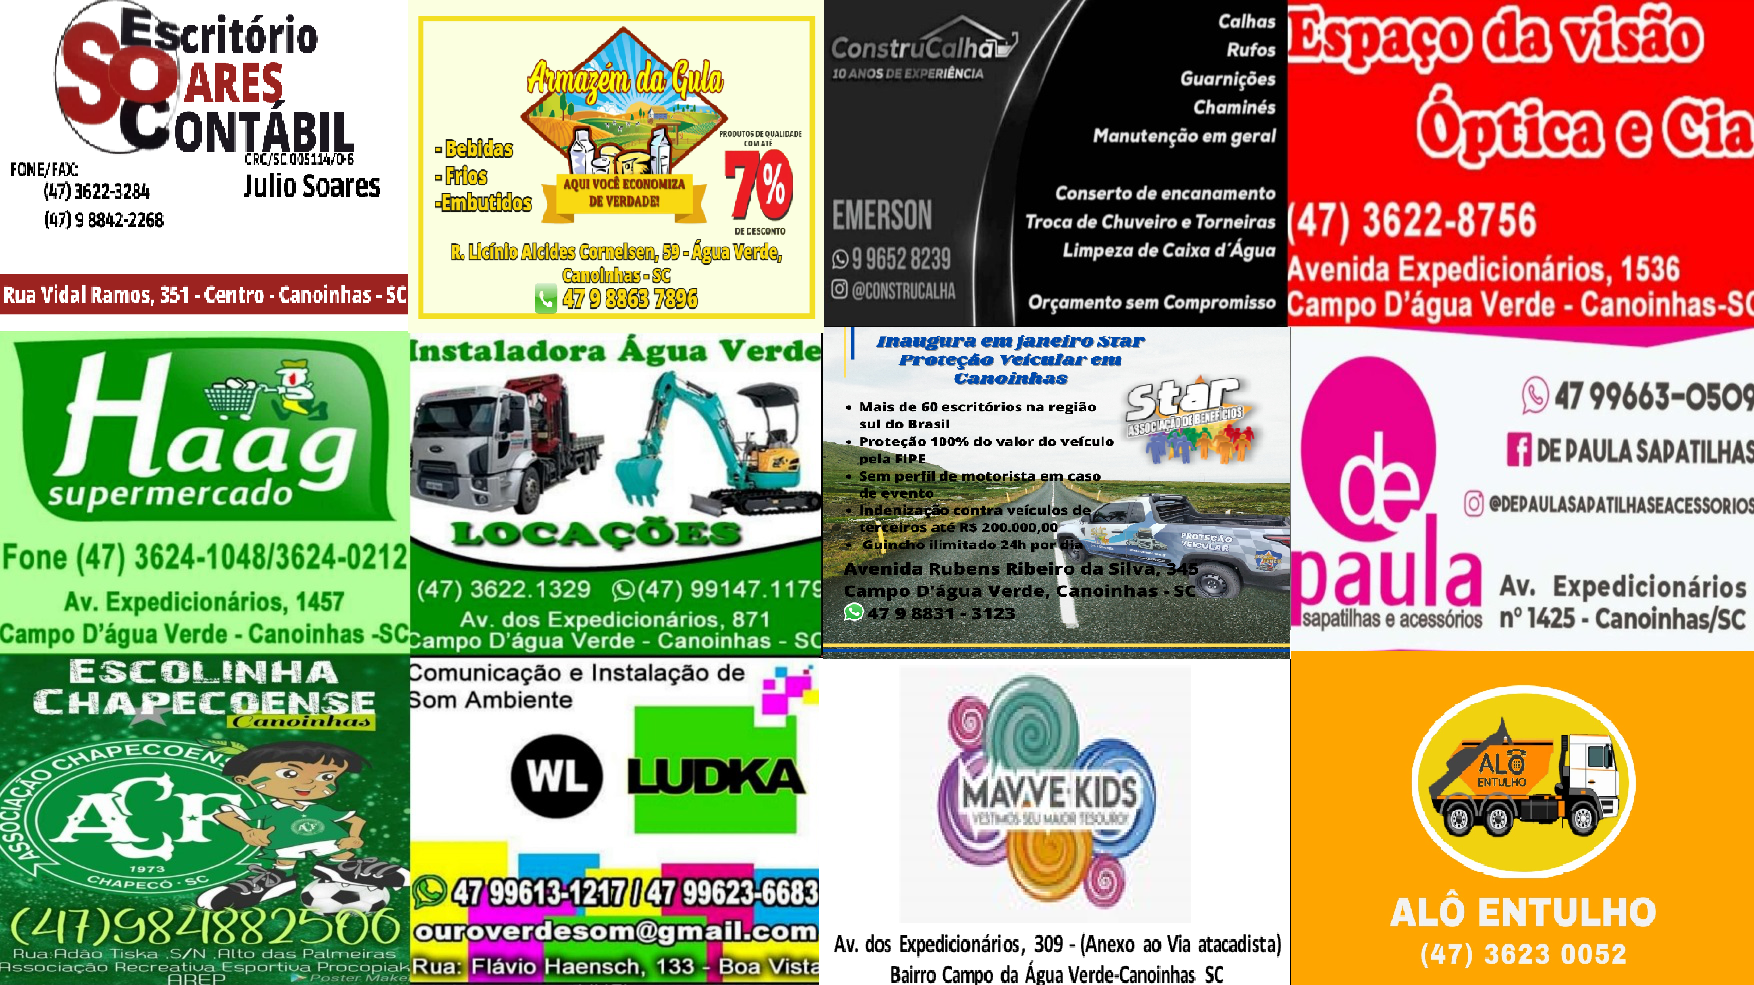 Escritório
SOARES
CONTÁBIL
CRC/SC 005114/0-6
FONE/FAX:
(47) 3622-3284
Julio Soares
(47) 9 8842-2268
Rua Vidal Ramos, 351 - Centro - Canoinhas - SC
Armazém da Gula
- Bebidas
- Frios
-Embutidos
AQUI VOCÊ ECONOMIZA
DE VERDADE!
PRODUTOS DE QUALIDADE
COM ATÉ
7%
DE DESCONTO
R. Licínio Alcides Cornelsen, 59 - Água Verde,
Canoinhas - SC
47 9 8863 7896
ConstruCalha
10 ANOS DE EXPERIÊNCIA
Calhas
Rufos
Guarnições
Chaminés
Manutenção em geral
Conserto de encanamento
Troca de Chuveiro e Torneiras
Limpeza de Caixa d´Água
Orçamento sem Compromisso
EMERSON
9 9652 8239
@CONSTRUCALHA
Espaço da visão
Óptica e Cia
(47) 3622-8756
Avenida Expedicionários, 1536
Campo D'água Verde - Canoinhas-SC
Haag
supermercado
Fone (47) 3624-1048/3624-0212
Av. Expedicionários, 1457
Campo D'água Verde - Canoinhas -SC
Instaladora Água Verde
LOCAÇÕES
(47) 3622.1329 (47) 99147.1179
Av. dos Expedicionários, 871
Campo D'água Verde - Canoinhas - SC
Inaugura em janeiro Star
Proteção Veícular em
Canoinhas
• Mais de 60 escritórios na região
sul do Brasil
• Proteção 100% do valor do veículo
pela FIPE
• Sem perfil de motorista em caso
de evento
• Indenização contra veículos de
terceiros até R$ 200.000,00
• Guincho ilimitado 24h por dia
Star
ASSOCIAÇÃO DE BENEFÍCIOS
PROTEÇÃO
VEICULAR
Avenida Rubens Ribeiro da Silva, 345
Campo D'água Verde, Canoinhas - SC
47 9 8831 - 3123
de
paula
sapatilhas e acessórios
47 99663-0509
DE PAULA SAPATILHAS
@DEPAULASAPATILHASEACESSORIOS
Av. Expedicionários
nº 1425 - Canoinhas/SC
ESCOLINHA
CHAPECOENSE
Canoinhas
ASSOCIAÇÃO CHAPECOENS
ACF
1973
CHAPECÓ - SC
(47)984882506
Rua:Adão Tiska .S/N .Alto das Palmeiras
Associação Recreativa Esportiva Procopiak
AREP
Poster Make
Comunicação e Instalação de
Som Ambiente
WL
LUDKA
47 99613-1217 / 47 99623-6683
ouroverdesom@gmail.com
Rua: Flávio Haensch, 133 - Boa Vista
MAV.VE KIDS
VESTIMOS SEU MAIOR TESOURO!
Av. dos Expedicionários, 309 - (Anexo ao Via atacadista)
Bairro Campo da Água Verde-Canoinhas SC
ALÔ
ENTULHO
ALÔ ENTULHO
(47) 3623 0052